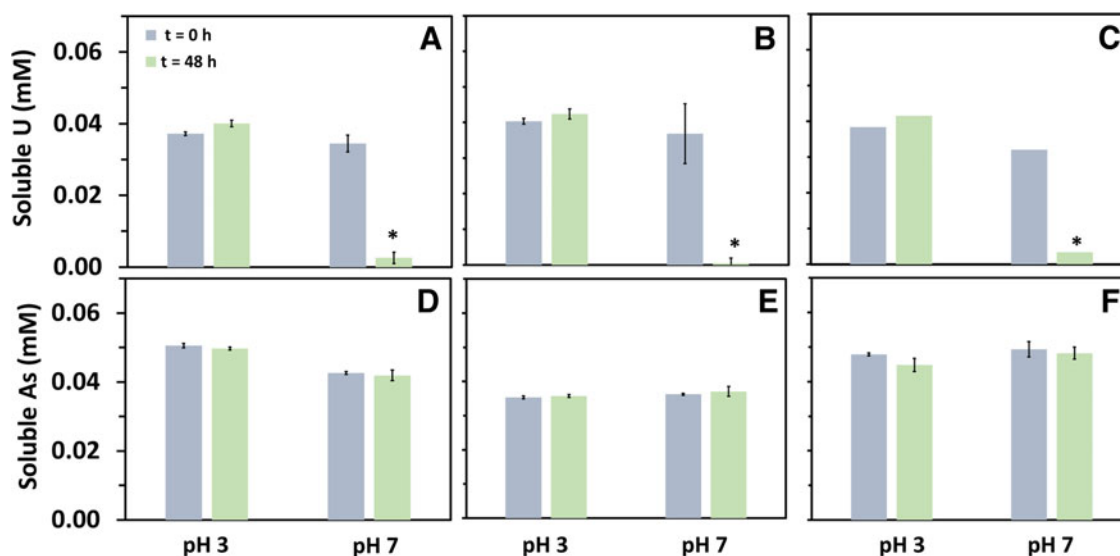 A
B
C
t = 0 h
t = 48 h
Soluble U (mM)
0.06
0.04
0.02
0.00
*
*
*
D
E
F
Soluble As (mM)
0.06
0.04
0.02
0.00
pH 3 pH 7 pH 3 pH 7 pH 3 pH 7